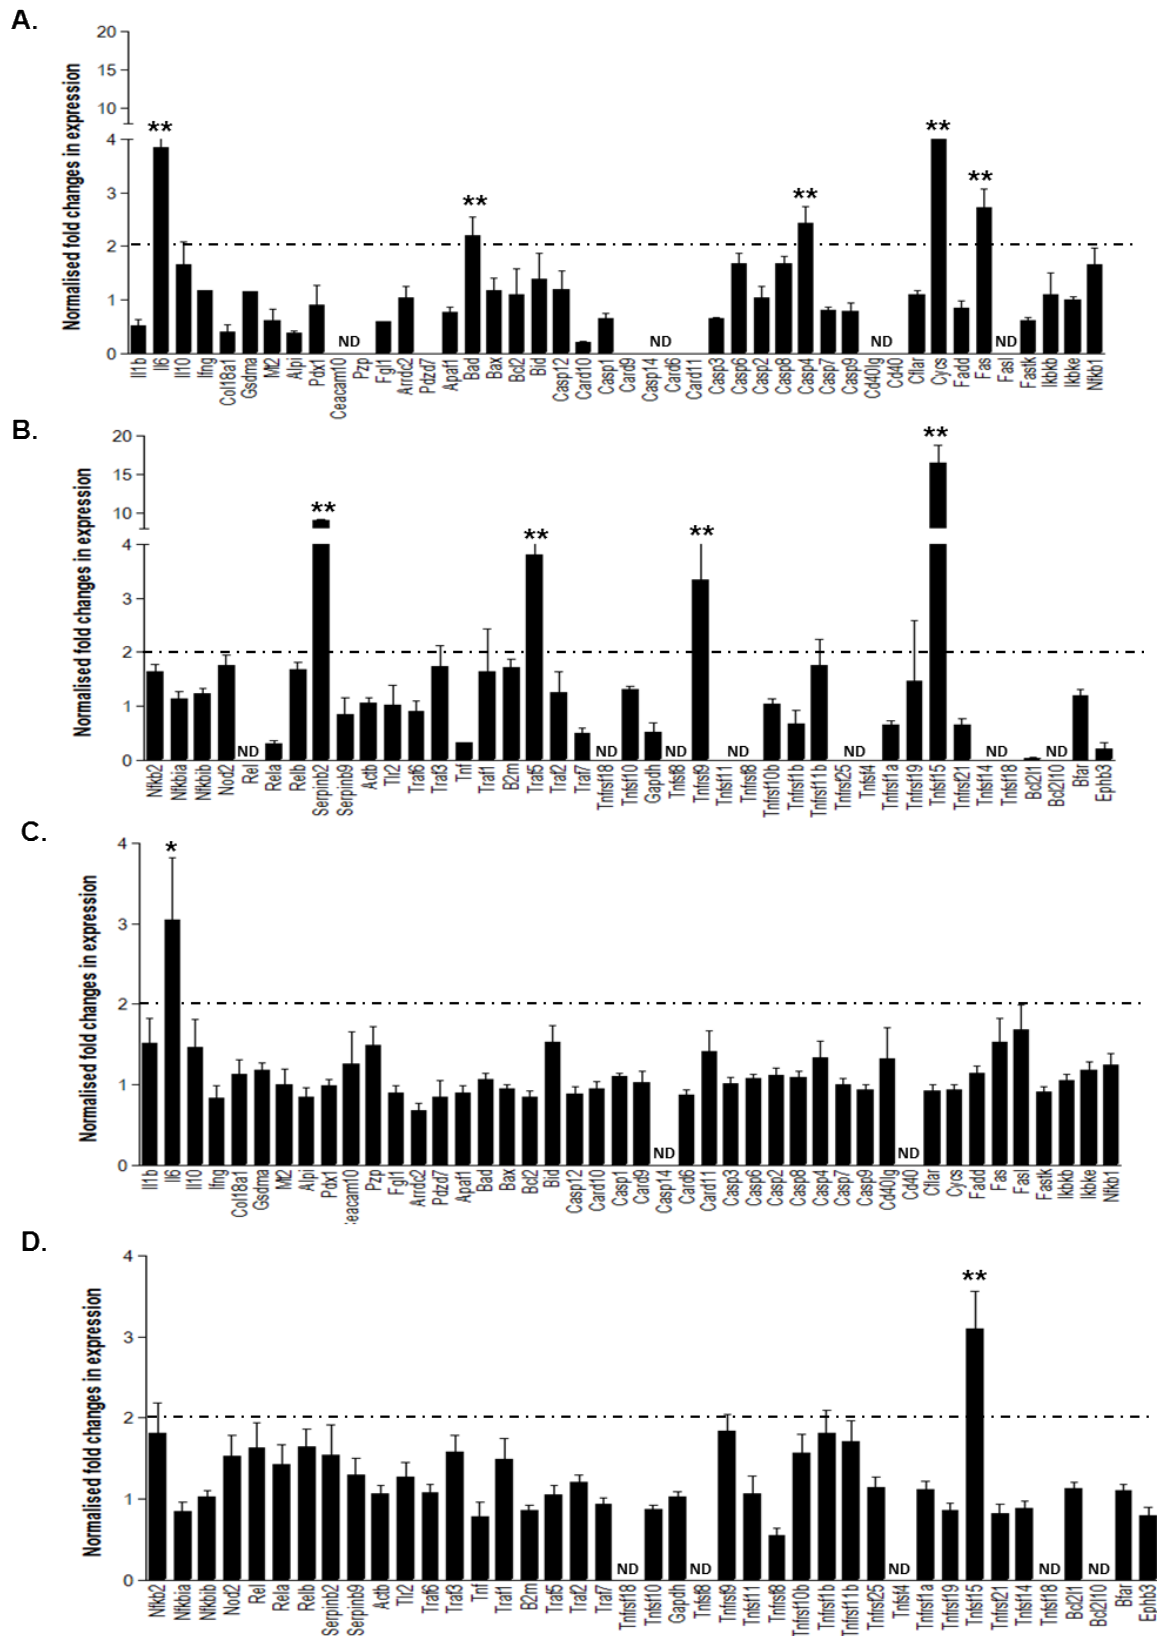 A.
Normalised fold changes in expression
20
15
10
4
3
2
1
0
** ** ** ** **
ND ND ND ND
Il1b Il6 Il10 Ifng Col18a1 Gsdma Mt2 Alpi Pdx1 Ceacam10 Pzp Fgl1 Arrdc2 Pdzd7 Apaf1 Bad Bax Bcl2 Bid Casp12 Card10 Casp1 Card9 Casp14 Card6 Card11 Casp3 Casp6 Casp2 Casp8 Casp4 Casp7 Casp9 Cd40lg Cd40 Cflar Cycs Fadd Fas Fasl Fastk Ikbkb Ikbke Nfkb1
B.
Normalised fold changes in expression
20
15
10
4
3
2
1
0
** ** ** **
ND ND ND ND ND ND ND
Nfkb2 Nfkbia Nfkbib Nod2 Rel Rela Relb Serpinb2 Serpinb9 Actb Tlr2 Traf6 Traf3 Tnf Traf1 B2m Traf5 Traf2 Traf7 Tnfrsf18 Tnfsf10 Gapdh Tnfsf8 Tnfrsf9 Tnfsf11 Tnfrsf8 Tnfrsf10b Tnfrsf1b Tnfrsf11b Tnfrsf25 Tnfsf4 Tnfrsf1a Tnfrsf19 Tnfsf15 Tnfrsf21 Tnfsf14 Tnfsf18 Bcl2l1 Bcl2l10 Bfar Ephb3
C.
Normalised fold changes in expression
4
3
2
1
0
*
ND ND
Il1b Il6 Il10 Ifng Col18a1 Gsdma Mt2 Alpi Pdx1 Ceacam10 Pzp Fgl1 Arrdc2 Pdzd7 Apaf1 Bad Bax Bcl2 Bid Casp12 Card10 Casp1 Card9 Casp14 Card6 Card11 Casp3 Casp6 Casp2 Casp8 Casp4 Casp7 Casp9 Cd40lg Cd40 Cflar Cycs Fadd Fas Fasl Fastk Ikbkb Ikbke Nfkb1
D.
Normalised fold changes in expression
4
3
2
1
0
**
ND ND ND ND ND
Nfkb2 Nfkbia Nfkbib Nod2 Rel Rela Relb Serpinb2 Serpinb9 Actb Tlr2 Traf6 Traf3 Tnf Traf1 B2m Traf5 Traf2 Traf7 Tnfrsf18 Tnfsf10 Gapdh Tnfsf8 Tnfrsf9 Tnfsf11 Tnfrsf8 Tnfrsf10b Tnfrsf1b Tnfrsf11b Tnfrsf25 Tnfsf4 Tnfrsf1a Tnfrsf19 Tnfsf15 Tnfrsf21 Tnfsf14 Tnfsf18 Bcl2l1 Bcl2l10 Bfar Ephb3